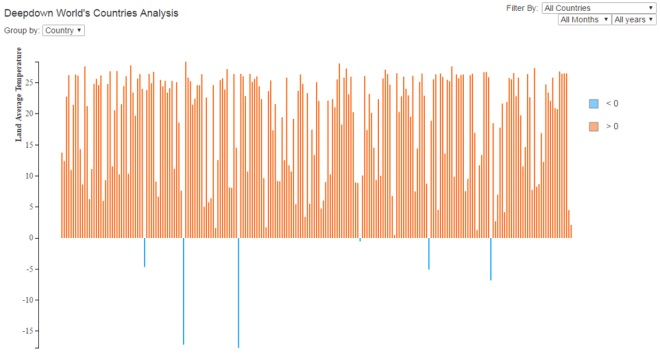 Deepdown World's Countries Analysis
Filter By: All Countries
All Months All years
Group by: Country
Land Average Temperature
25
20
15
10
5
0
-5
-10
-15
< 0
> 0